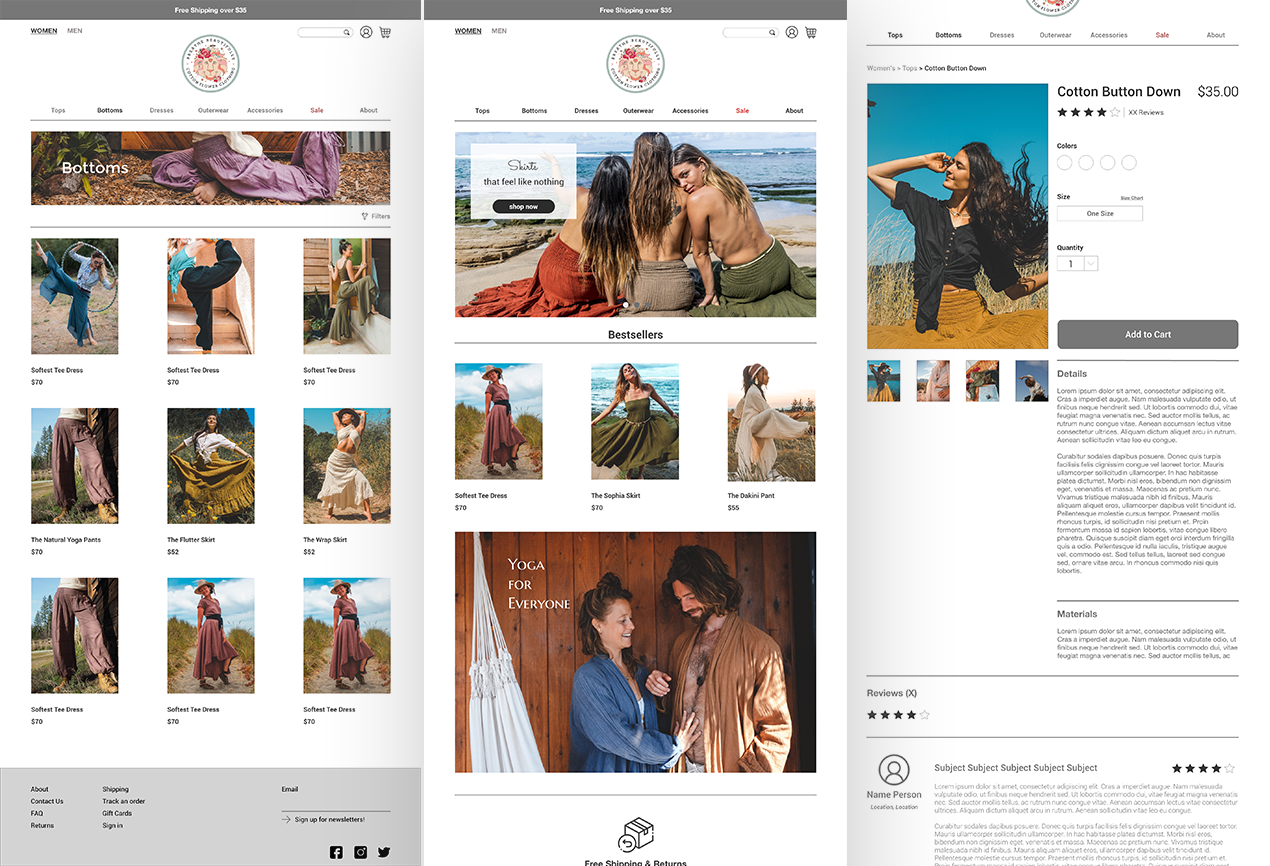 Free Shipping over $35
WOMEN MEN
BREATHE BEAUTIFULLY
COTTON FLOWER CLOTHING
Tops Bottoms Dresses Outerwear Accessories Sale About
Bottoms
Filters
Softest Tee Dress
$70
Softest Tee Dress
$70
Softest Tee Dress
$70
The Natural Yoga Pants
$70
The Flutter Skirt
$52
The Wrap Skirt
$52
Softest Tee Dress
$70
Softest Tee Dress
$70
Softest Tee Dress
$70
About
Contact Us
FAQ
Returns
Shipping
Track an order
Gift Cards
Sign in
Email
Sign up for newsletters!
Free Shipping over $35
WOMEN MEN
BREATHE BEAUTIFULLY
COTTON FLOWER CLOTHING
Tops Bottoms Dresses Outerwear Accessories Sale About
Skirts
that feel like nothing
shop now
Bestsellers
Softest Tee Dress
$70
The Sophia Skirt
$70
The Dakini Pant
$55
Yoga
for
Everyone
Free Shipping & Returns
Tops Bottoms Dresses Outerwear Accessories Sale About
Women's > Tops > Cotton Button Down
Cotton Button Down $35.00
XX Reviews
Colors
Size Size Chart
One Size
Quantity
1
Add to Cart
Details
Lorem ipsum dolor sit amet, consectetur adipiscing elit.
Cras a imperdiet augue. Nam malesuada vulputate odio, ut
finibus neque hendrerit sed. Ut lobortis commodo dui, vitae
feugiat magna venenatis nec. Sed auctor mollis tellus, ac
rutrum nunc congue vitae. Aenean accumsan lectus vitae
consectetur ultrices. Aliquam dictum aliquet arcu in rutrum.
Aenean sollicitudin vitae leo eu congue.
Curabitur sodales dapibus posuere. Donec quis turpis
facilisis felis dignissim congue vel laoreet tortor. Mauris
ullamcorper sollicitudin ullamcorper. In hac habitasse
platea dictumst. Morbi nisl eros, bibendum non dignissim
eget, venenatis et massa. Maecenas ac pretium nunc.
Vivamus tristique malesuada nibh id finibus. Mauris
aliquam aliquet eros, ullamcorper dapibus velit tincidunt id.
Pellentesque molestie cursus tempor. Praesent mollis
rhoncus turpis, id sollicitudin nisl pretium et. Proin
fermentum massa id sapien lobortis, vitae congue libero
pharetra. Quisque suscipit diam eget orci interdum fringilla
quis a odio. Pellentesque id nulla iaculis, tristique augue
vel, commodo est. Sed tellus tellus, laoreet sed congue
sed, ornare vitae arcu. In rhoncus commodo nisi quis
lobortis.
Materials
Lorem ipsum dolor sit amet, consectetur adipiscing elit.
Cras a imperdiet augue. Nam malesuada vulputate odio, ut
finibus neque hendrerit sed. Ut lobortis commodo dui, vitae
feugiat magna venenatis nec. Sed auctor mollis tellus, ac
Reviews (X)
Name Person
Location, Location
Subject Subject Subject Subject Subject
Lorem ipsum dolor sit amet, consectetur adipiscing elit. Cras a imperdiet augue. Nam malesuada
vulputate odio, ut finibus neque hendrerit sed. Ut lobortis commodo dui, vitae feugiat magna venenatis
nec. Sed auctor mollis tellus, ac rutrum nunc congue vitae. Aenean accumsan lectus vitae consectetur
ultrices. Aliquam dictum aliquet arcu in rutrum. Aenean sollicitudin vitae leo eu congue.
Curabitur sodales dapibus posuere. Donec quis turpis facilisis felis dignissim congue vel laoreet tortor.
Mauris ullamcorper sollicitudin ullamcorper. In hac habitasse platea dictumst. Morbi nisl eros,
bibendum non dignissim eget, venenatis et massa. Maecenas ac pretium nunc. Vivamus tristique
malesuada nibh id finibus. Mauris aliquam aliquet eros, ullamcorper dapibus velit tincidunt id.